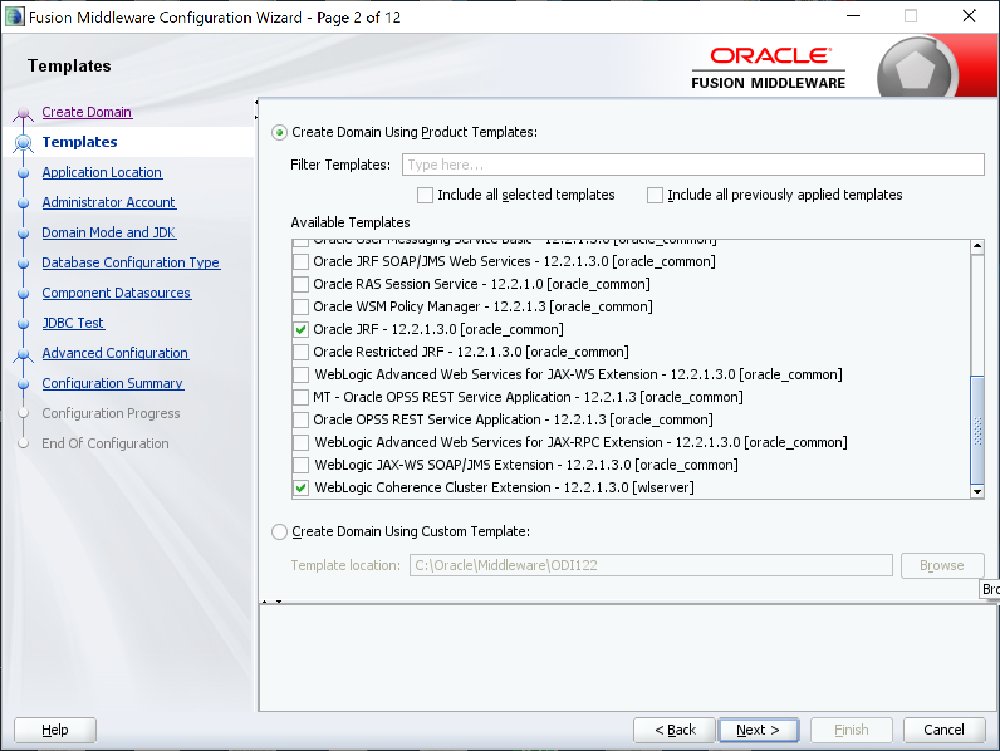 Fusion Middleware Configuration Wizard - Page 2 of 12
Templates
ORACLE
FUSION MIDDLEWARE
Create Domain
Templates
Application Location
Administrator Account
Domain Mode and JDK
Database Configuration Type
Component Datasources
JDBC Test
Advanced Configuration
Configuration Summary
Configuration Progress
End Of Configuration
Create Domain Using Product Templates:
Filter Templates: Type here...
Include all selected templates Include all previously applied templates
Available Templates
Oracle User Messaging Service Basic - 12.2.1.3.0 [oracle_common]
Oracle JRF SOAP/JMS Web Services - 12.2.1.3.0 [oracle_common]
Oracle RAS Session Service - 12.2.1.0 [oracle_common]
Oracle WSM Policy Manager - 12.2.1.3 [oracle_common]
Oracle JRF - 12.2.1.3.0 [oracle_common]
Oracle Restricted JRF - 12.2.1.3.0 [oracle_common]
WebLogic Advanced Web Services for JAX-WS Extension - 12.2.1.3.0 [oracle_common]
MT - Oracle OPSS REST Service Application - 12.2.1.3 [oracle_common]
Oracle OPSS REST Service Application - 12.2.1.3 [oracle_common]
WebLogic Advanced Web Services for JAX-RPC Extension - 12.2.1.3.0 [oracle_common]
WebLogic JAX-WS SOAP/JMS Extension - 12.2.1.3.0 [oracle_common]
WebLogic Coherence Cluster Extension - 12.2.1.3.0 [wlserver]
Create Domain Using Custom Template:
Template location: C:\Oracle\Middleware\ODI122 Browse
Bro
Help < Back Next > Finish Cancel